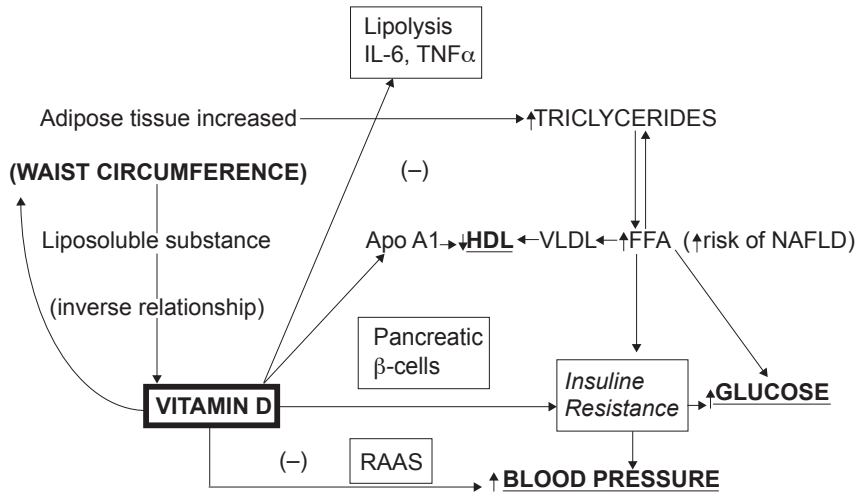 Lipolysis
IL-6, TNFα
Adipose tissue increased
↑TRICLYCERIDES
(WAIST CIRCUMFERENCE)
(–)
Liposoluble substance
Apo A1
↓HDL
VLDL
↑FFA (↑risk of NAFLD)
(inverse relationship)
Pancreatic
β-cells
VITAMIN D
Insuline
Resistance
↑GLUCOSE
(–)
RAAS
↑BLOOD PRESSURE